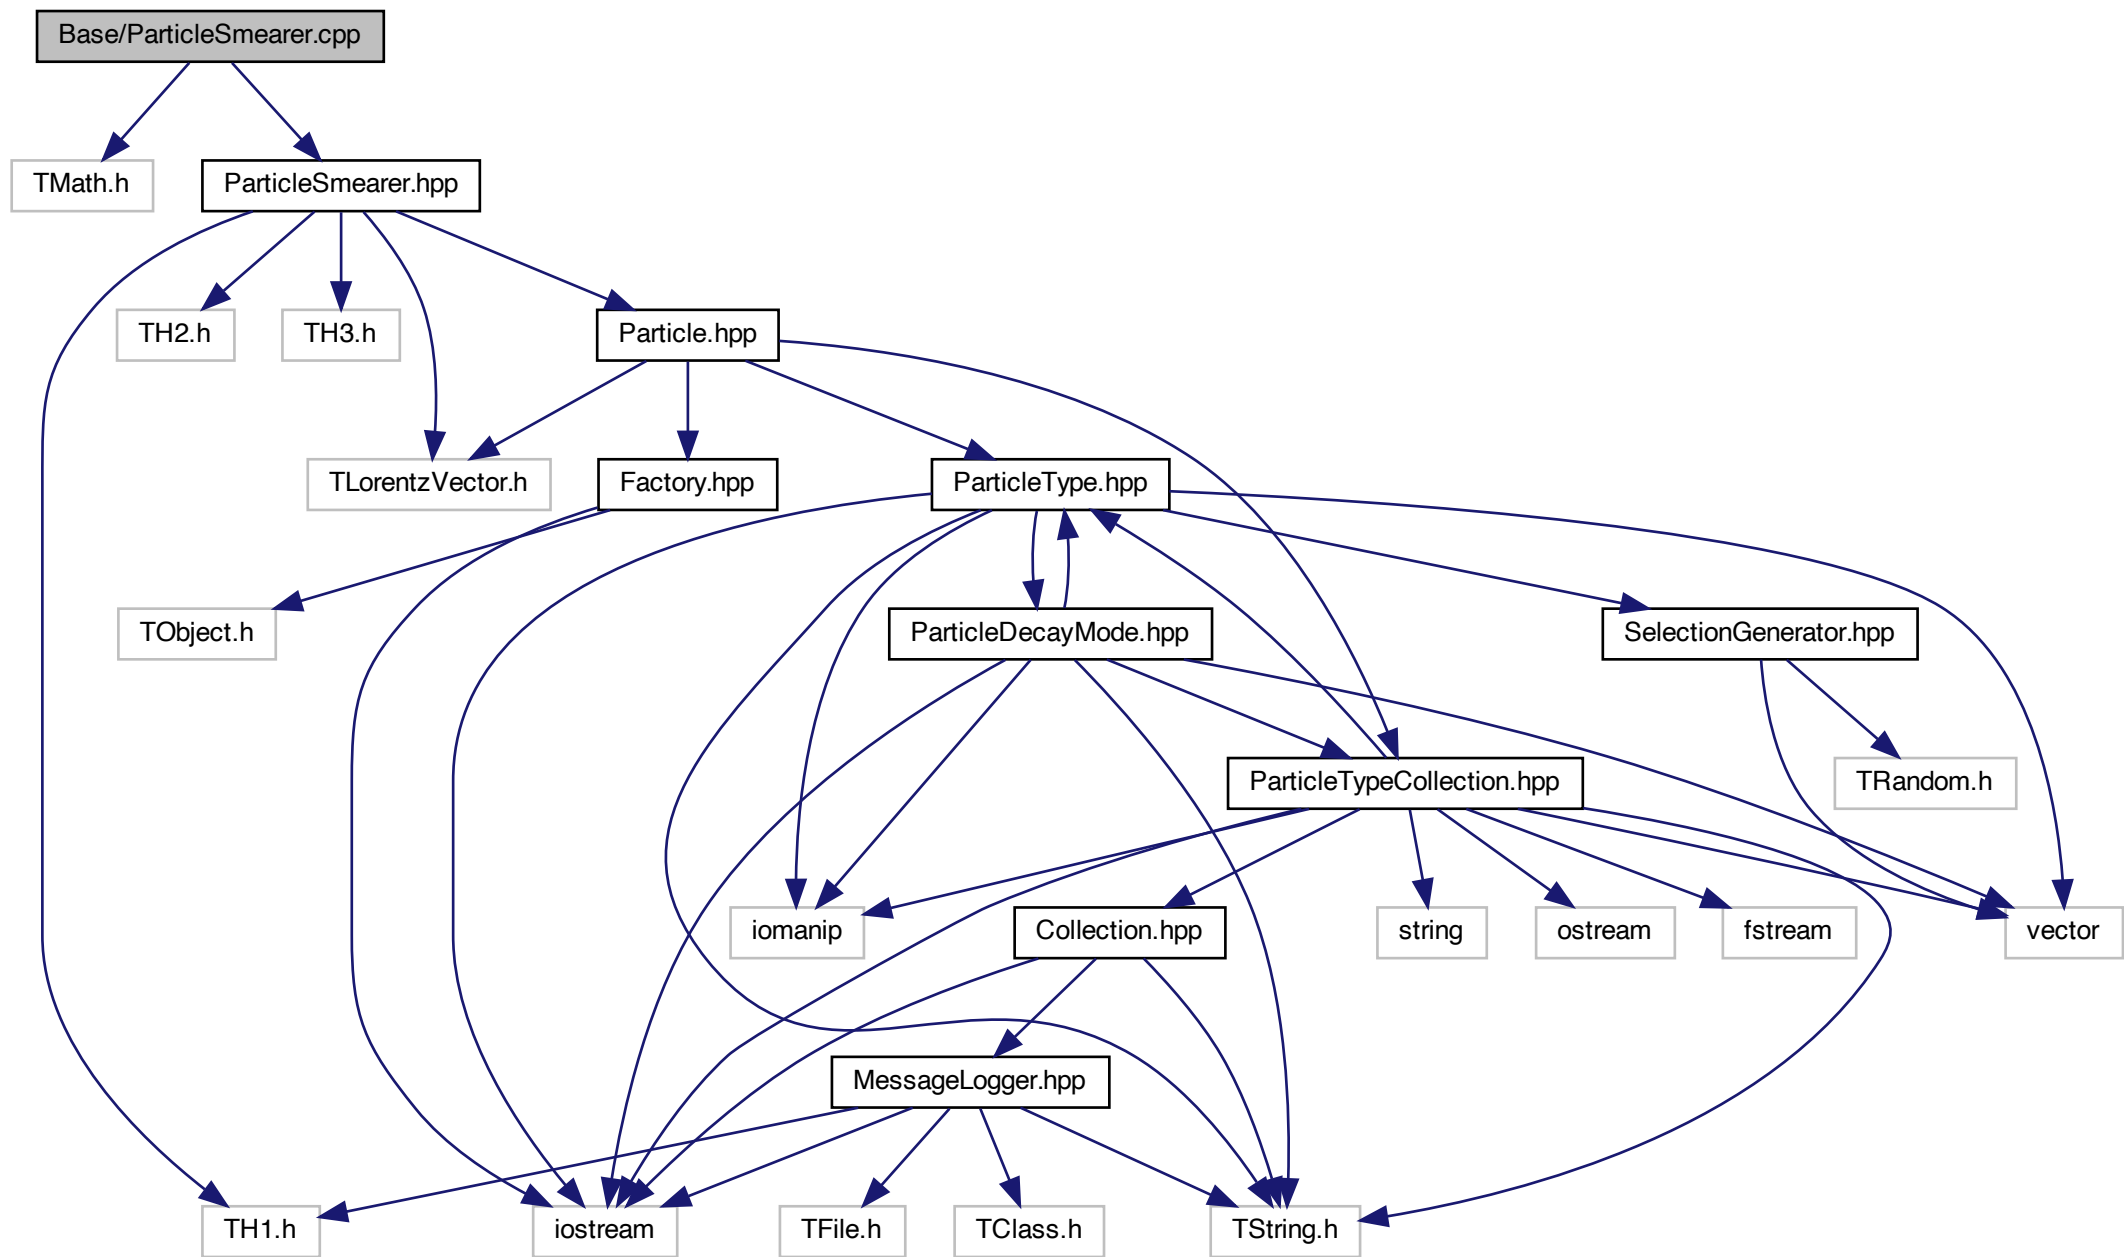 Base/ParticleSmearer.cpp
TMath.h
ParticleSmearer.hpp
TH2.h
TH3.h
Particle.hpp
TLorentzVector.h
Factory.hpp
ParticleType.hpp
TObject.h
ParticleDecayMode.hpp
SelectionGenerator.hpp
ParticleTypeCollection.hpp
TRandom.h
iomanip
Collection.hpp
string
ostream
fstream
vector
MessageLogger.hpp
TH1.h
iostream
TFile.h
TClass.h
TString.h